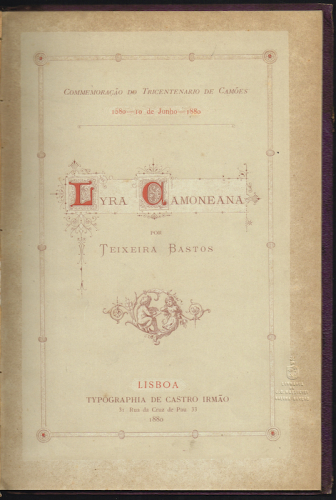 Commemoração do Tricentenario de Camões
1580—10 de Junho—1880
Lyra Camoneana
POR
Teixeira Bastos
LISBOA
TYPOGRAPHIA DE CASTRO IRMÃO
31 Rua da Cruz de Pau 31
1880